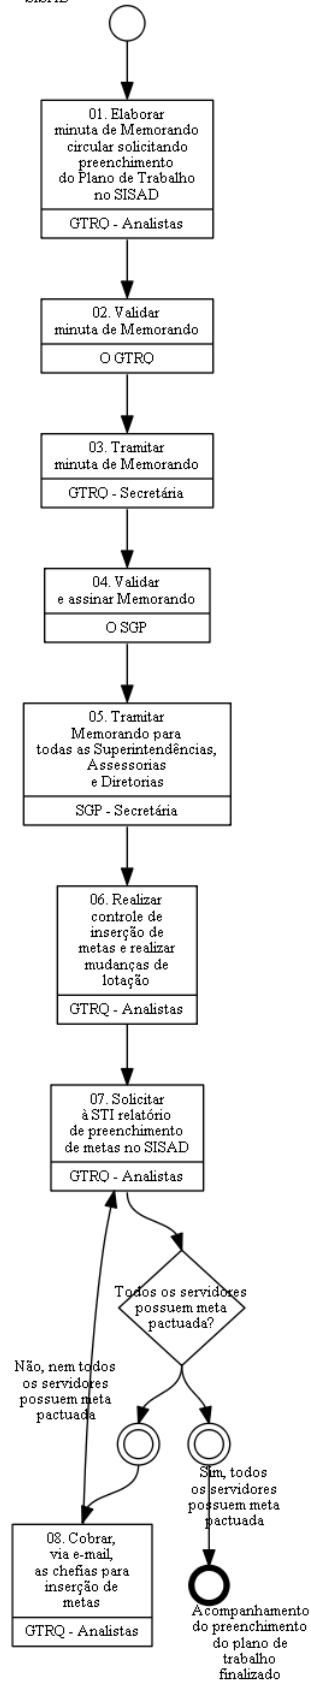 SISAD
01. Elaborar
minuta de Memorando
circular solicitando
preenchimento
do Plano de Trabalho
no SISAD
GTRQ - Analistas
02. Validar
minuta de Memorando
O GTRQ
03. Tramitar
minuta de Memorando
GTRQ - Secretária
04. Validar
e assinar Memorando
O SGP
05. Tramitar
Memorando para
todas as Superintendências,
Assessorias
e Diretorias
SGP - Secretária
06. Realizar
controle de
inserção de
metas e realizar
mudanças de
lotação
GTRQ - Analistas
07. Solicitar
à STI relatório
de preenchimento
de metas no SISAD
GTRQ - Analistas
Todos os servidores
possuem meta
pactuada?
Não, nem todos
os servidores
possuem meta
pactuada
Sim, todos
os servidores
possuem meta
pactuada
08. Cobrar,
via e-mail,
as chefias para
inserção de
metas
GTRQ - Analistas
Acompanhamento
do preenchimento
do plano de
trabalho
finalizado